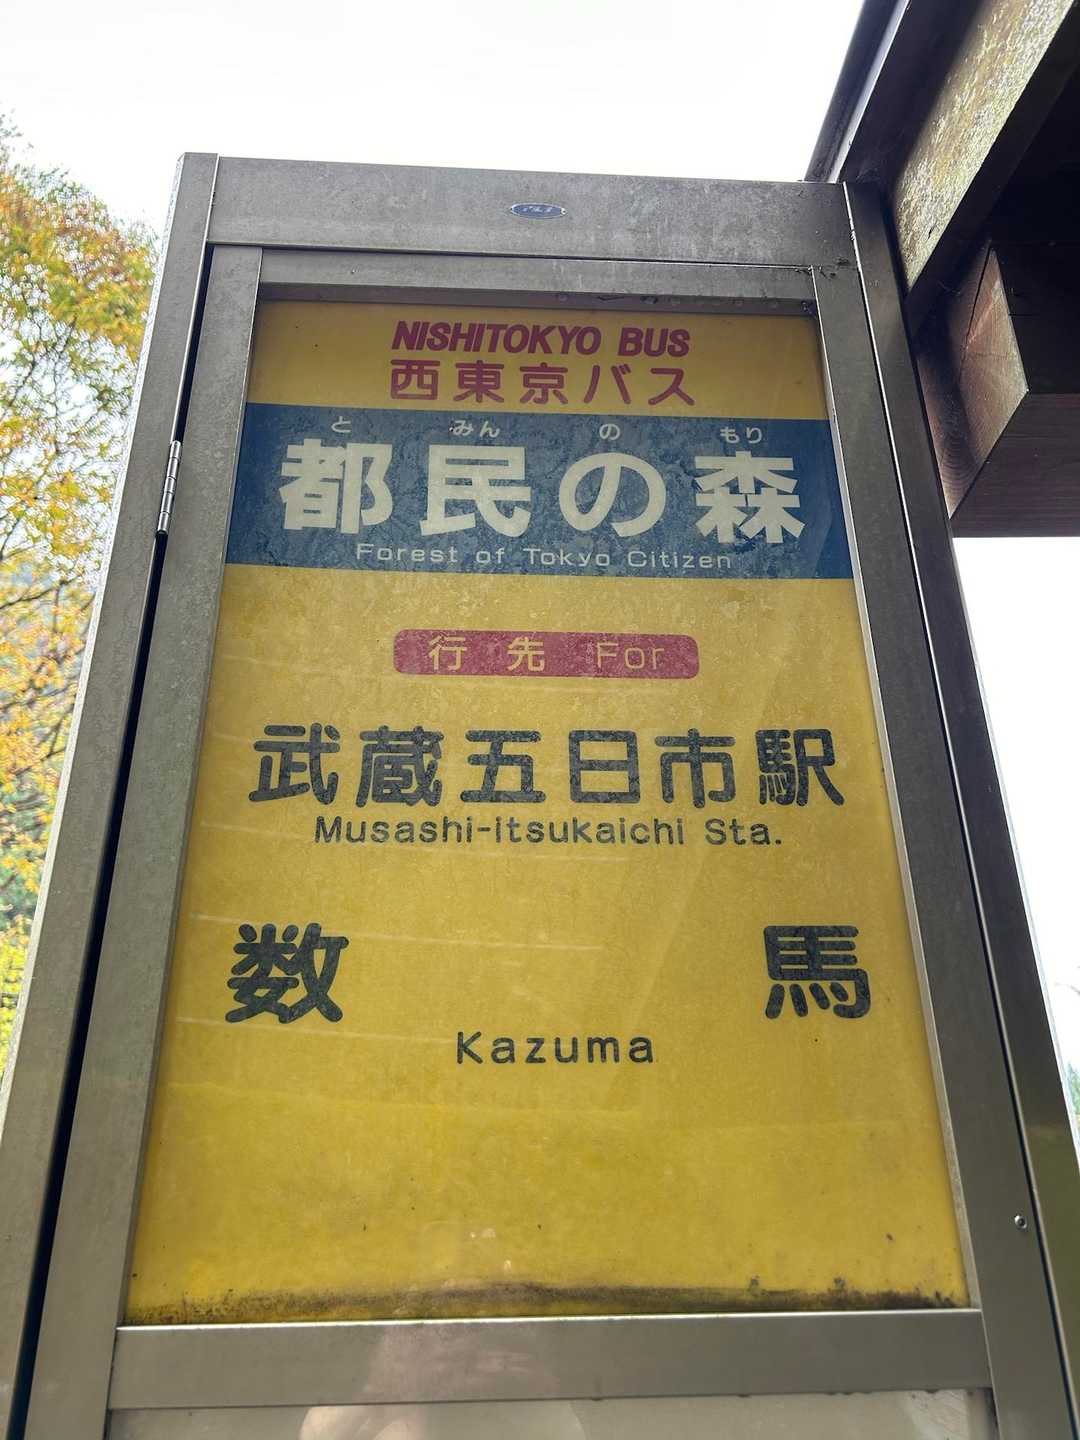 NISHITOKYO BUS
西東京バス
と みん の もり
都民の森
Forest of Tokyo Citizen
行先 For
武蔵五日市駅
Musashi-itsukaichi Sta.
数馬
Kazuma